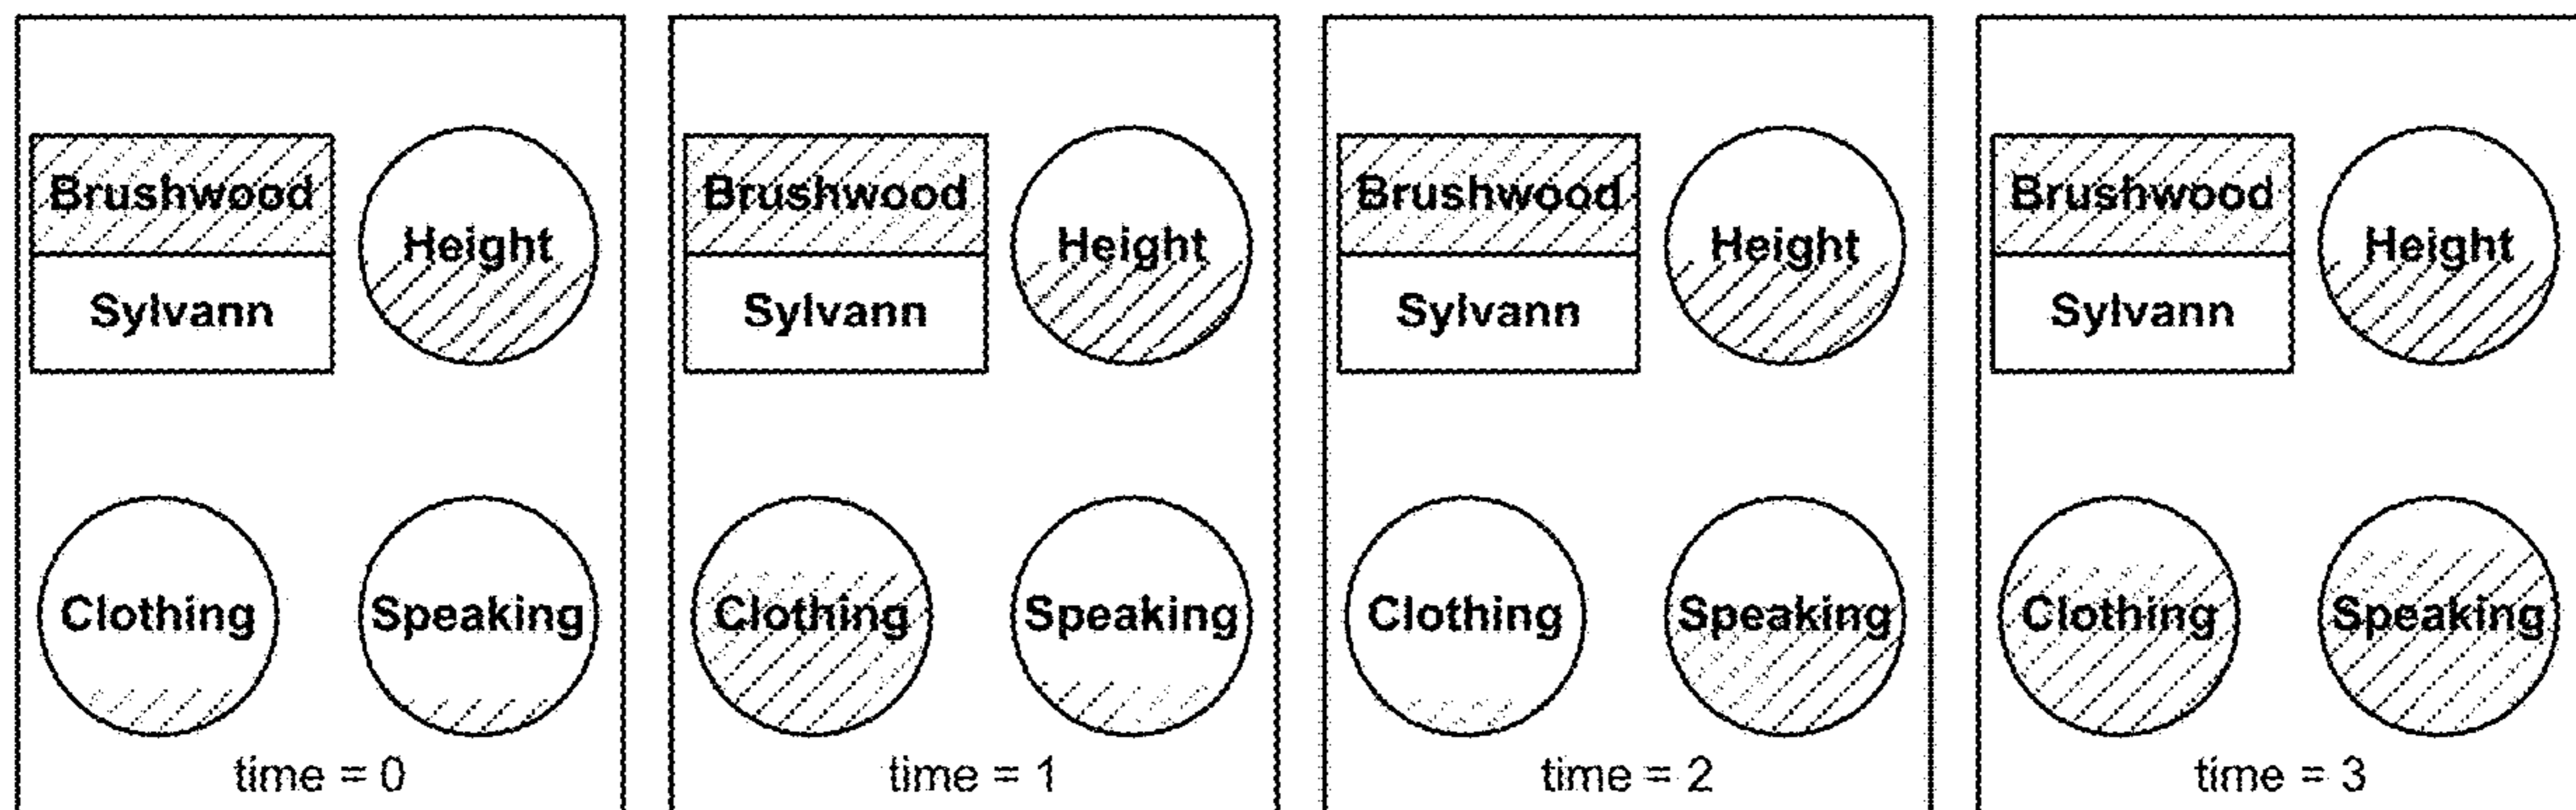 Brushwood
Height
Sylvann
Clothing
Speaking
time = 0
Brushwood
Height
Sylvann
Clothing
Speaking
time = 1
Brushwood
Height
Sylvann
Clothing
Speaking
time = 2
Brushwood
Height
Sylvann
Clothing
Speaking
time = 3